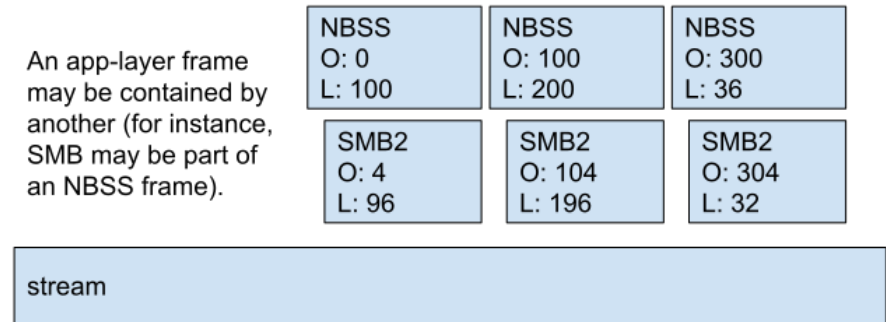 An app-layer frame
may be contained by
another (for instance,
SMB may be part of
an NBSS frame).
NBSS
O: 0
L: 100
NBSS
O: 100
L: 200
NBSS
O: 300
L: 36
SMB2
O: 4
L: 96
SMB2
O: 104
L: 196
SMB2
O: 304
L: 32
stream